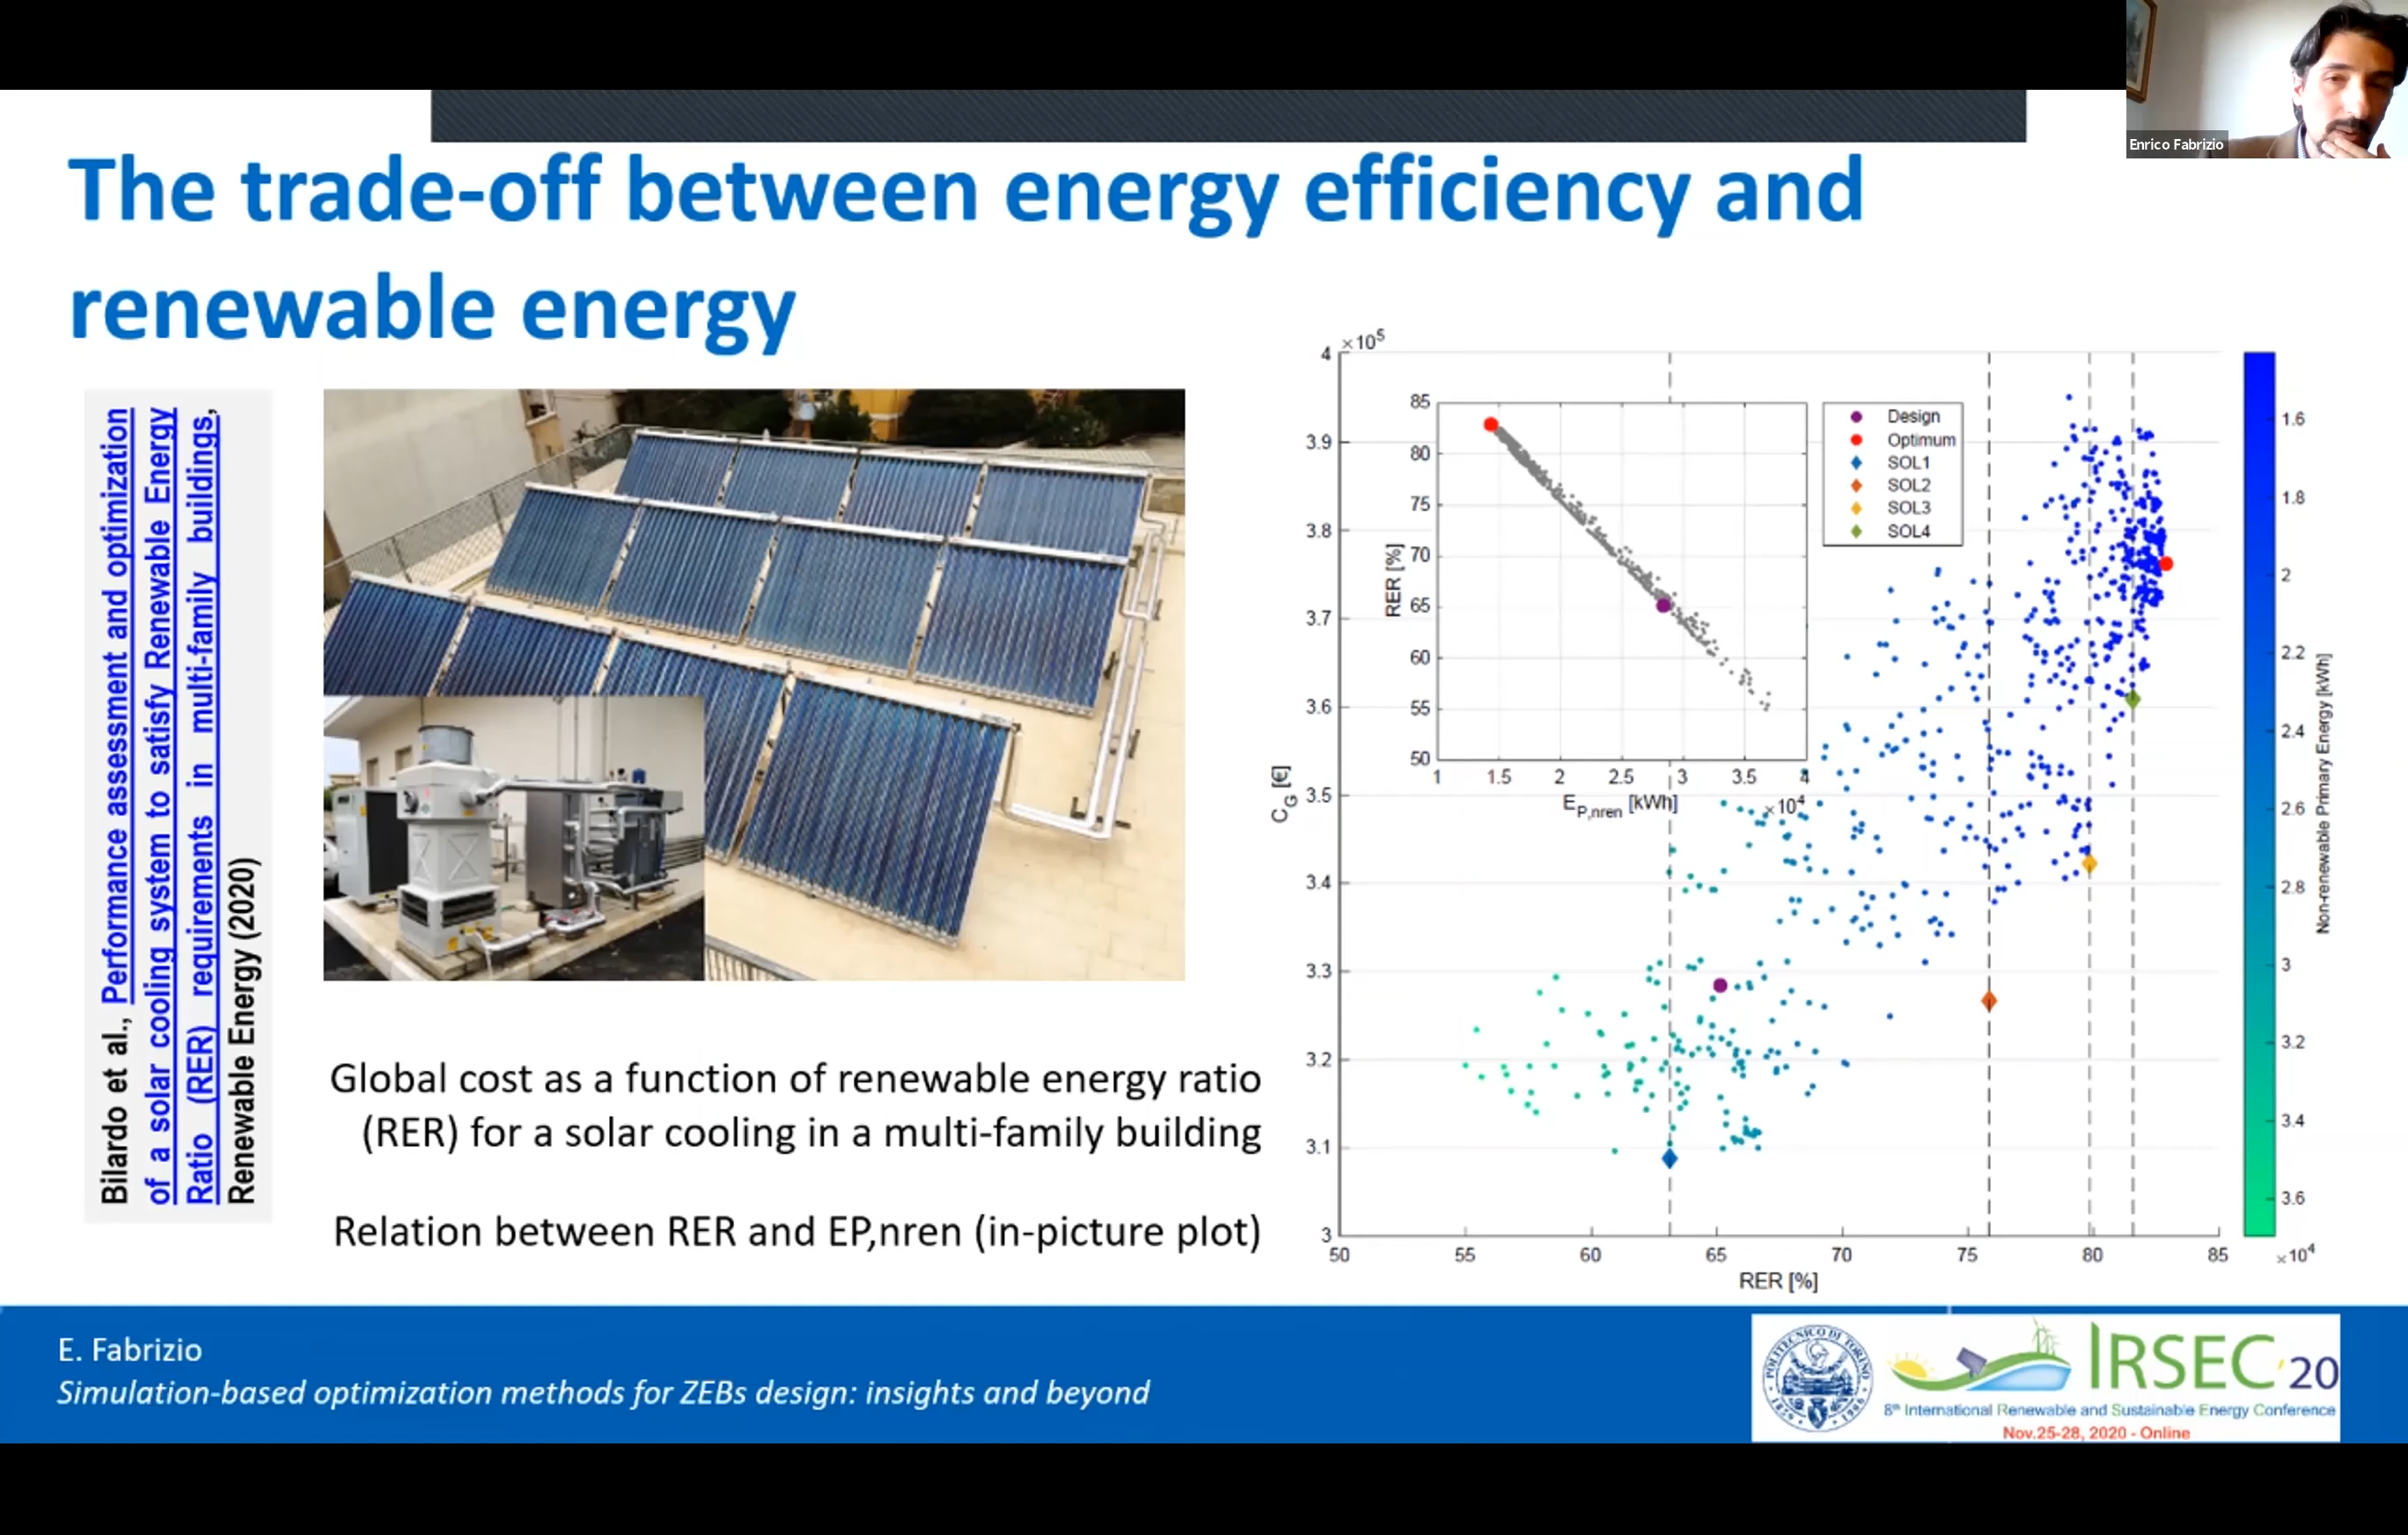 Enrico Fabrizio
The trade-off between energy efficiency and
renewable energy
Bilardo et al., Performance assessment and optimization
of a solar cooling system to satisfy Renewable Energy
Ratio (RER) requirements in multi-family buildings,
Renewable Energy (2020)
Global cost as a function of renewable energy ratio
(RER) for a solar cooling in a multi-family building
Relation between RER and EP,nren (in-picture plot)
×10⁵
4
3.9
3.8
3.7
3.6
3.5
3.4
3.3
3.2
3.1
3
C_G [€]
50 55 60 65 70 75 80 85
RER [%]
85
80
75
70
65
60
55
50
RER [%]
1 1.5 2 2.5 3 3.5 4
E_P,nren [kWh] ×10⁴
Design
Optimum
SOL1
SOL2
SOL3
SOL4
1.6
1.8
2
2.2
2.4
2.6
2.8
3
3.2
3.4
3.6
×10⁴
Non-renewable Primary Energy [kWh]
E. Fabrizio
Simulation-based optimization methods for ZEBs design: insights and beyond
POLITECNICO DI TORINO
IRSEC'20
8th International Renewable and Sustainable Energy Conference
Nov.25-28, 2020 - Online